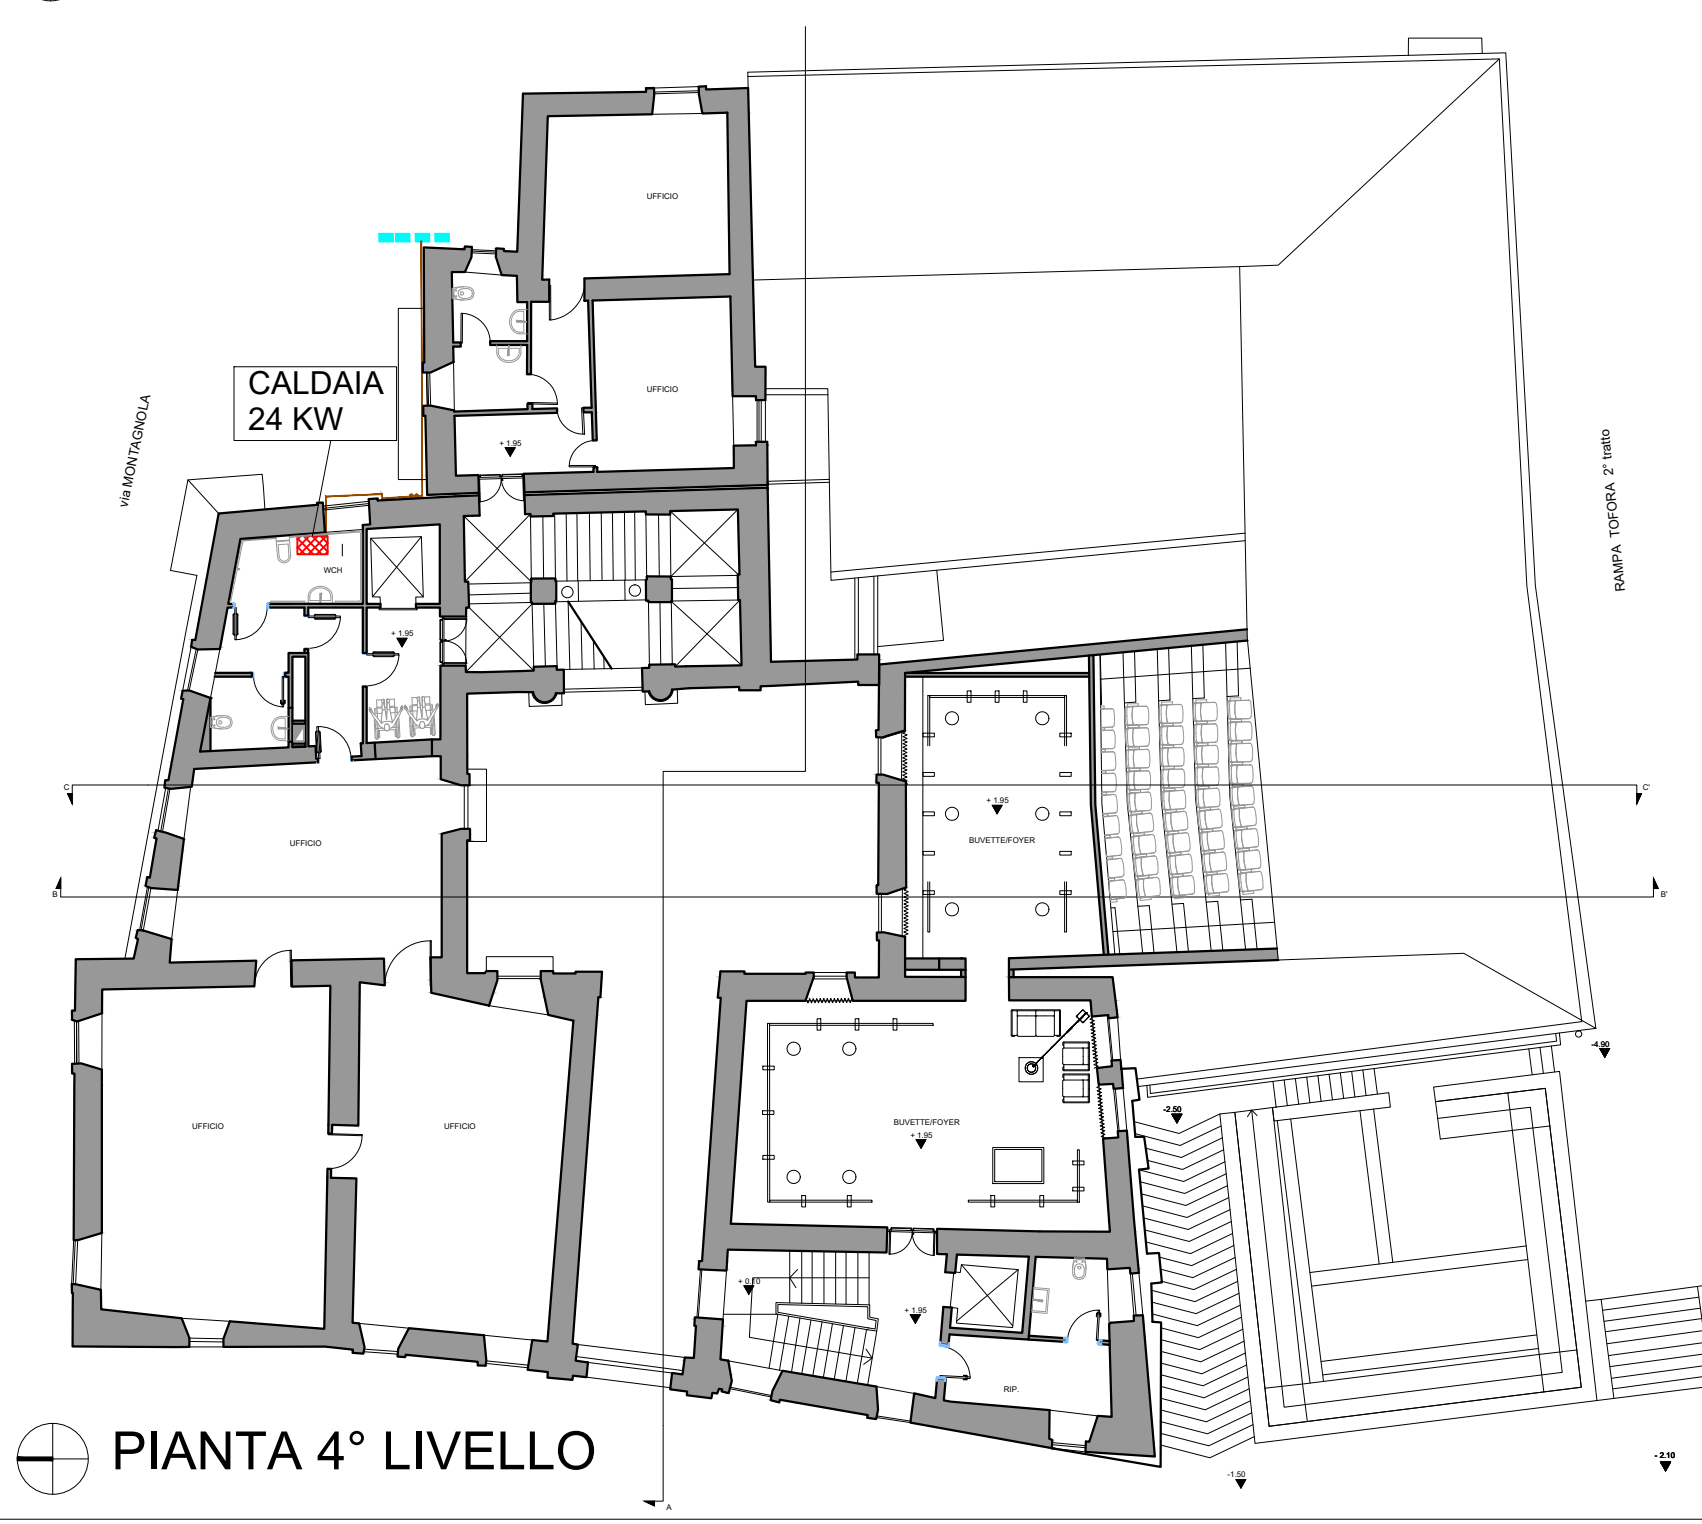 UFFICIO
UFFICIO
CALDAIA
24 KW
via MONTAGNOLA
+ 1.95
RAMPA TOFORA 2° tratto
WCH
+ 1.95
C
C'
+ 1.95
BUVETTE/FOYER
UFFICIO
B
B'
-4.90
-2.50
UFFICIO
UFFICIO
BUVETTE/FOYER
+ 1.95
+ 0.10
+ 1.95
RIP.
PIANTA 4° LIVELLO
- 2.10
-1.50
A